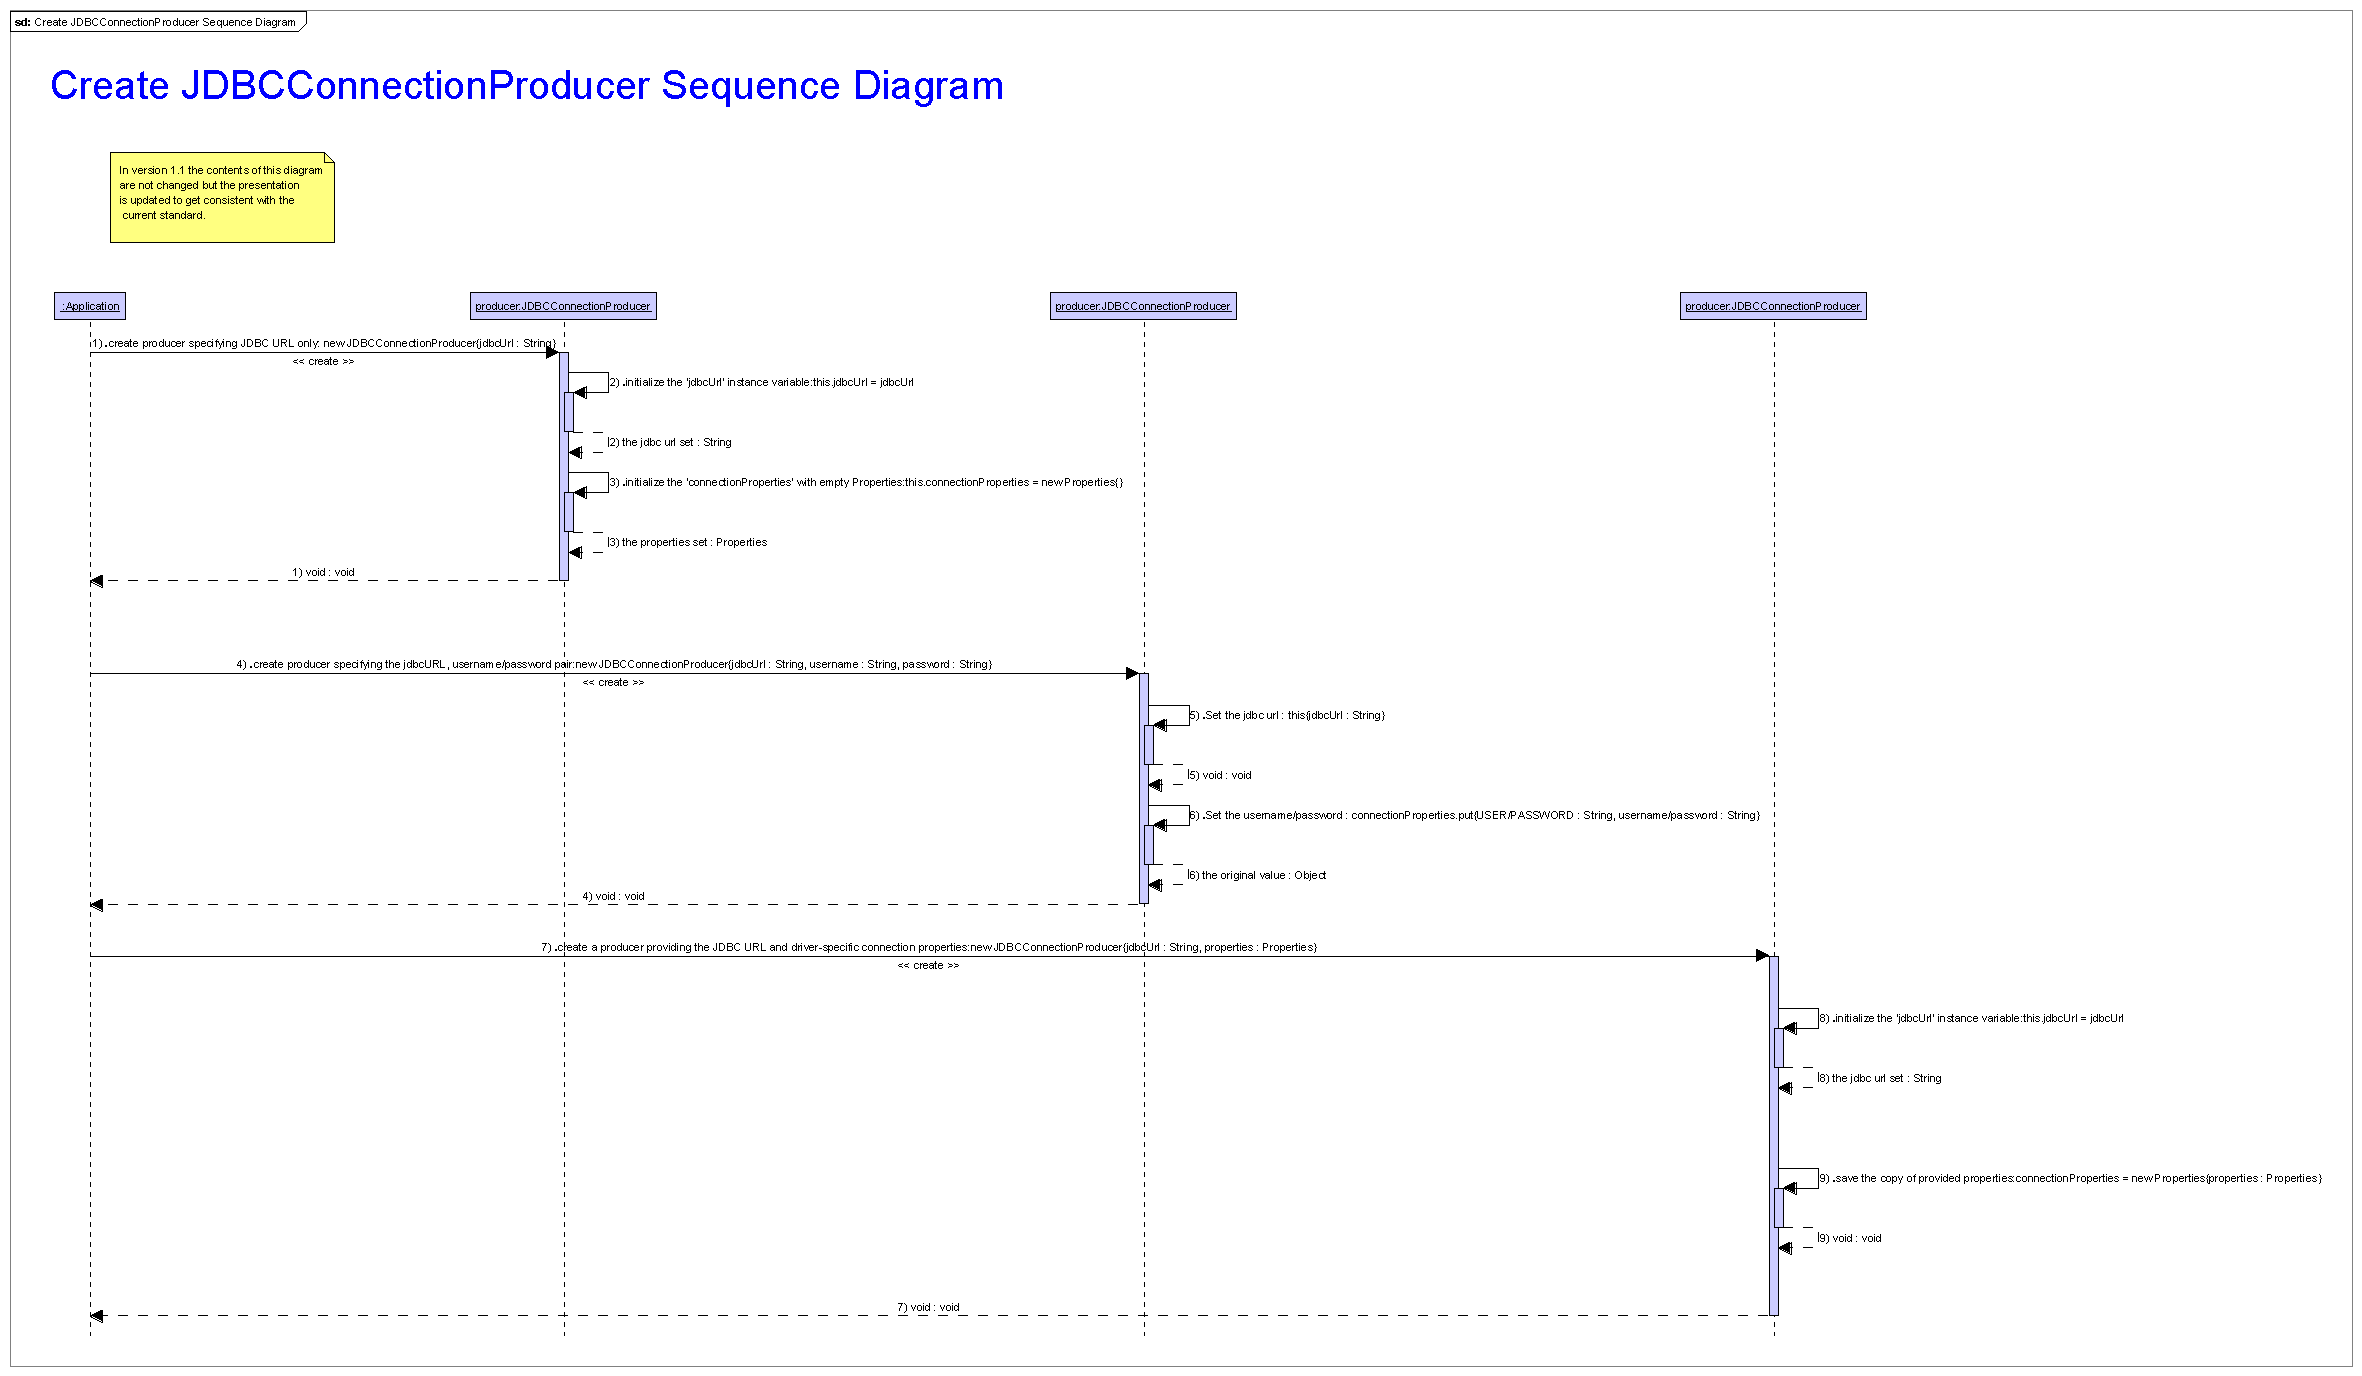 sd: Create JDBCConnectionProducer Sequence Diagram
Create JDBCConnectionProducer Sequence Diagram
In version 1.1 the contents of this diagram
are not changed but the presentation
is updated to get consistent with the
current standard.
:Application
producer:JDBCConnectionProducer
producer:JDBCConnectionProducer
producer:JDBCConnectionProducer
1) .create producer specifying JDBC URL only: new JDBCConnectionProducer{jdbcUrl : String}
<< create >>
2) .initialize the 'jdbcUrl' instance variable:this.jdbcUrl = jdbcUrl
2) the jdbc url set : String
3) .initialize the 'connectionProperties' with empty Properties:this.connectionProperties = new Properties{}
3) the properties set : Properties
1) void : void
4) .create producer specifying the jdbcURL, username/password pair:new JDBCConnectionProducer{jdbcUrl : String, username : String, password : String}
<< create >>
5) .Set the jdbc url : this{jdbcUrl : String}
5) void : void
6) .Set the username/password : connectionProperties.put{USER/PASSWORD : String, username/password : String}
6) the original value : Object
4) void : void
7) .create a producer providing the JDBC URL and driver-specific connection properties:new JDBCConnectionProducer{jdbcUrl : String, properties : Properties}
<< create >>
8) .initialize the 'jdbcUrl' instance variable:this.jdbcUrl = jdbcUrl
8) the jdbc url set : String
9) .save the copy of provided properties:connectionProperties = new Properties{properties : Properties}
9) void : void
7) void : void